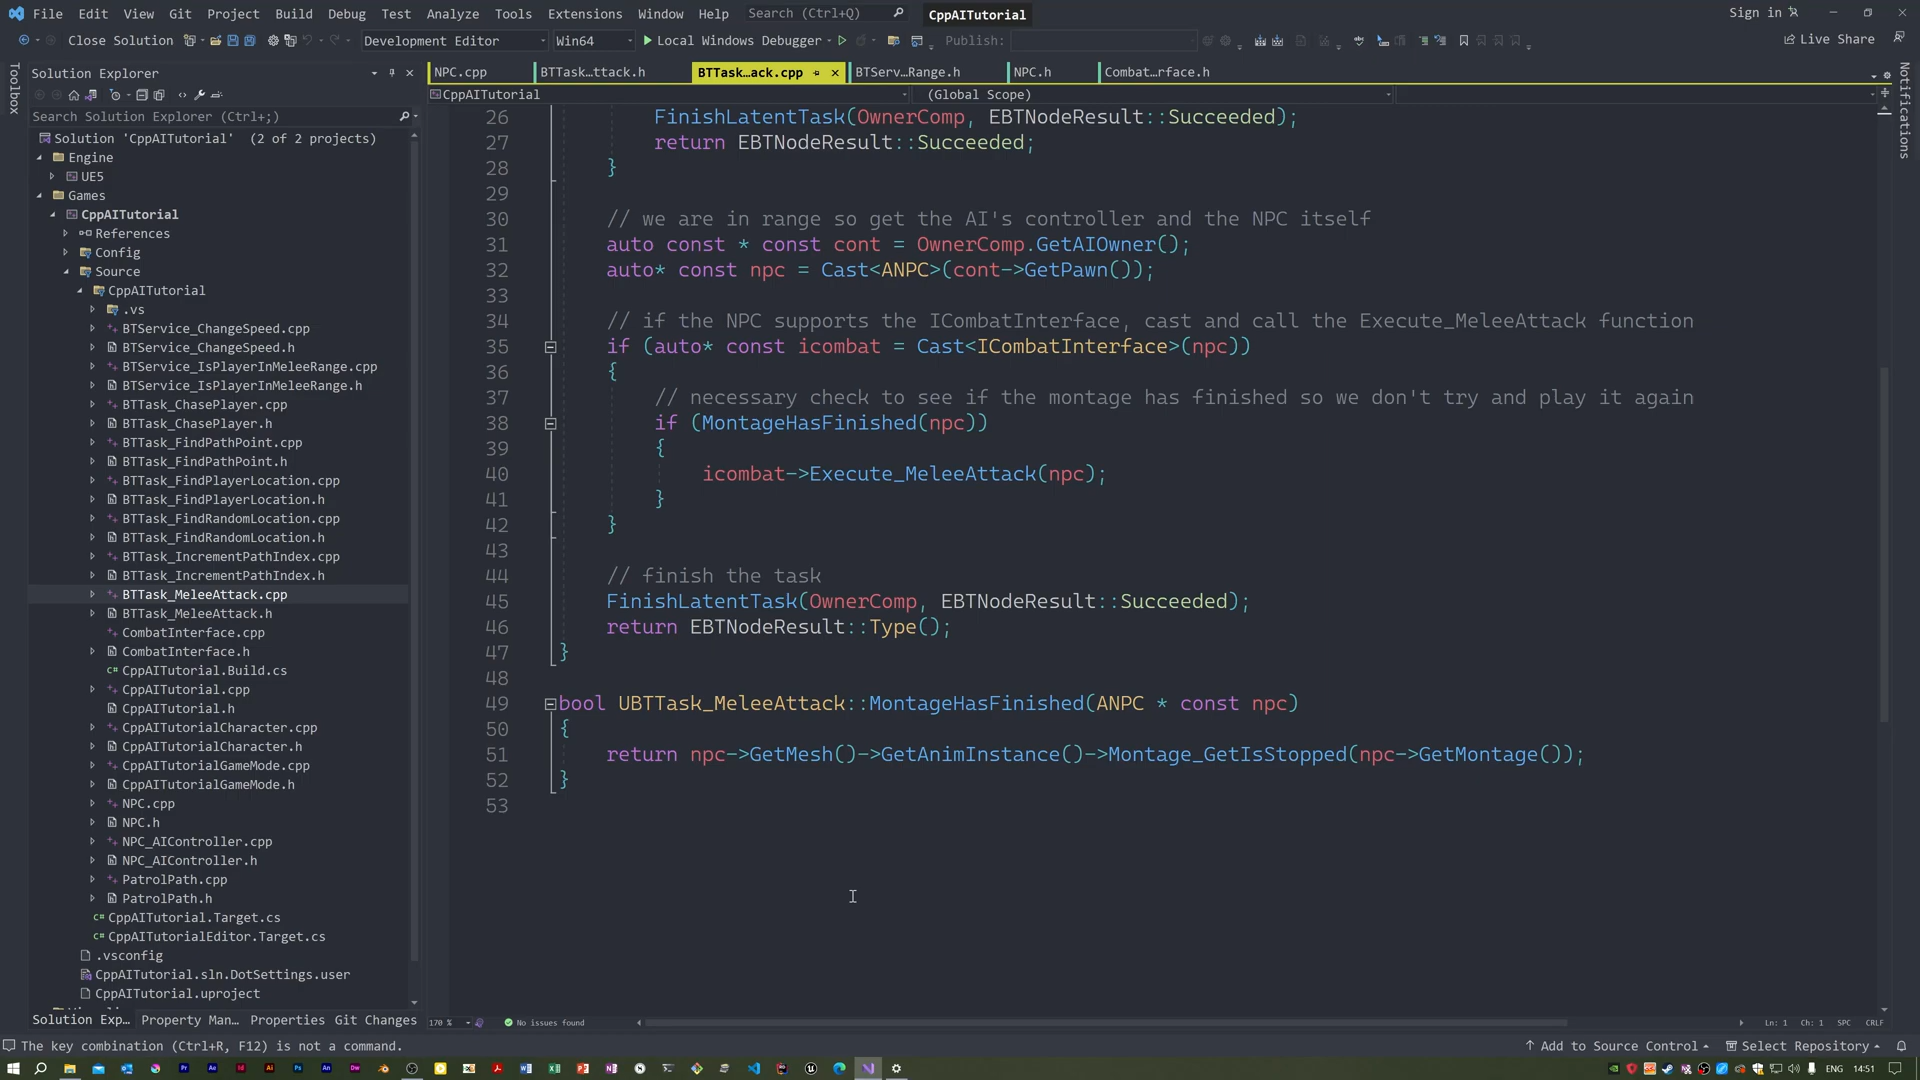 File Edit View Git Project Build Debug Test Analyze Tools Extensions Window Help Search (Ctrl+Q) CppAITutorial Sign in
Close Solution Development Editor Win64 Local Windows Debugger Publish: Live Share
Toolbox
Notifications
Solution Explorer
Search Solution Explorer (Ctrl+;)
Solution 'CppAITutorial' (2 of 2 projects)
Engine
UE5
Games
CppAITutorial
References
Config
Source
CppAITutorial
.vs
BTService_ChangeSpeed.cpp
BTService_ChangeSpeed.h
BTService_IsPlayerInMeleeRange.cpp
BTService_IsPlayerInMeleeRange.h
BTTask_ChasePlayer.cpp
BTTask_ChasePlayer.h
BTTask_FindPathPoint.cpp
BTTask_FindPathPoint.h
BTTask_FindPlayerLocation.cpp
BTTask_FindPlayerLocation.h
BTTask_FindRandomLocation.cpp
BTTask_FindRandomLocation.h
BTTask_IncrementPathIndex.cpp
BTTask_IncrementPathIndex.h
BTTask_MeleeAttack.cpp
BTTask_MeleeAttack.h
CombatInterface.cpp
CombatInterface.h
CppAITutorial.Build.cs
CppAITutorial.cpp
CppAITutorial.h
CppAITutorialCharacter.cpp
CppAITutorialCharacter.h
CppAITutorialGameMode.cpp
CppAITutorialGameMode.h
NPC.cpp
NPC.h
NPC_AIController.cpp
NPC_AIController.h
PatrolPath.cpp
PatrolPath.h
CppAITutorial.Target.cs
CppAITutorialEditor.Target.cs
.vsconfig
CppAITutorial.sln.DotSettings.user
CppAITutorial.uproject
Solution Exp... Property Man... Properties Git Changes
NPC.cpp BTTask...ttack.h BTTask...ack.cpp BTServ...Range.h NPC.h Combat...rface.h
CppAITutorial (Global Scope)
26 FinishLatentTask(OwnerComp, EBTNodeResult::Succeeded);
27 return EBTNodeResult::Succeeded;
28 }
29
30 // we are in range so get the AI's controller and the NPC itself
31 auto const * const cont = OwnerComp.GetAIOwner();
32 auto* const npc = Cast<ANPC>(cont->GetPawn());
33
34 // if the NPC supports the ICombatInterface, cast and call the Execute_MeleeAttack function
35 if (auto* const icombat = Cast<ICombatInterface>(npc))
36 {
37 // necessary check to see if the montage has finished so we don't try and play it again
38 if (MontageHasFinished(npc))
39 {
40 icombat->Execute_MeleeAttack(npc);
41 }
42 }
43
44 // finish the task
45 FinishLatentTask(OwnerComp, EBTNodeResult::Succeeded);
46 return EBTNodeResult::Type();
47 }
48
49 bool UBTTask_MeleeAttack::MontageHasFinished(ANPC * const npc)
50 {
51 return npc->GetMesh()->GetAnimInstance()->Montage_GetIsStopped(npc->GetMontage());
52 }
53
170 % No issues found Ln: 1 Ch: 1 SPC CRLF
The key combination (Ctrl+R, F12) is not a command. Add to Source Control Select Repository
ENG 14:51